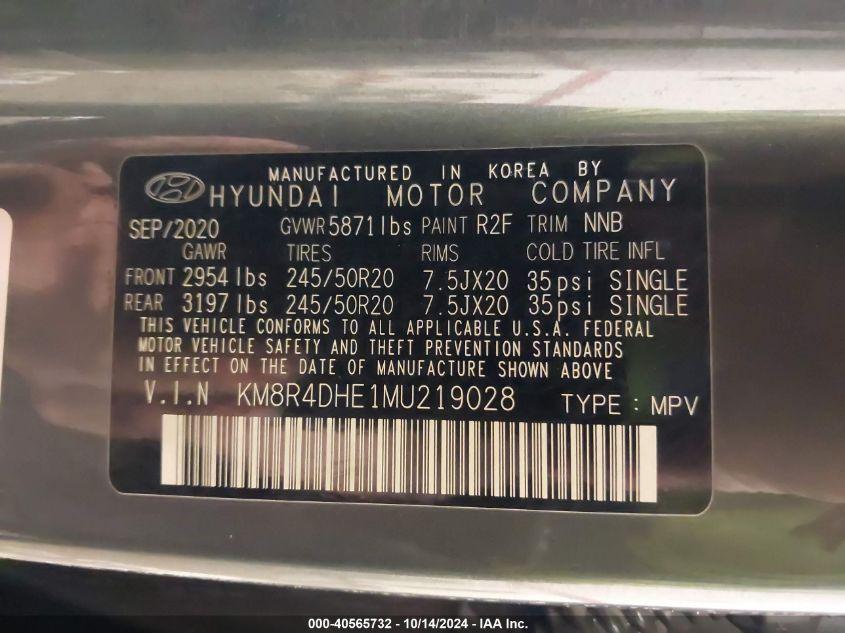 MANUFACTURED IN KOREA BY
HYUNDAI MOTOR COMPANY
SEP/2020 GVWR 5871lbs PAINT R2F TRIM NNB
GAWR TIRES RIMS COLD TIRE INFL
FRONT 2954 lbs 245/50R20 7.5JX20 35psi SINGLE
REAR 3197 lbs 245/50R20 7.5JX20 35psi SINGLE
THIS VEHICLE CONFORMS TO ALL APPLICABLE U.S.A. FEDERAL
MOTOR VEHICLE SAFETY AND THEFT PREVENTION STANDARDS
IN EFFECT ON THE DATE OF MANUFACTURE SHOWN ABOVE
V.I.N KM8R4DHE1MU219028 TYPE : MPV
000-40565732 - 10/14/2024 - IAA Inc.